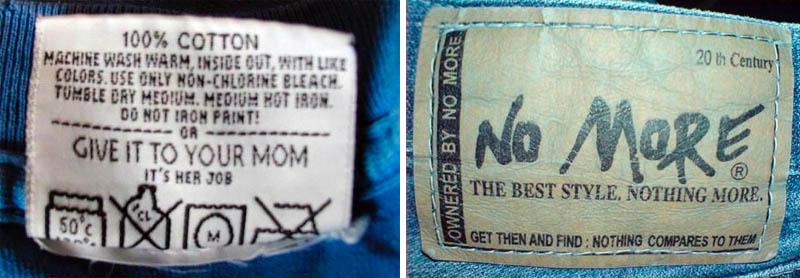 100% COTTON
MACHINE WASH WARM, INSIDE OUT, WITH LIKE
COLORS. USE ONLY NON-CHLORINE BLEACH.
TUMBLE DRY MEDIUM. MEDIUM HOT IRON.
DO NOT IRON PRINT!
OR
GIVE IT TO YOUR MOM
IT'S HER JOB
60°C
CL
M
OWNERED BY NO MORE
20 th Century
NO MORE®
THE BEST STYLE. NOTHING MORE.
GET THEN AND FIND : NOTHING COMPARES TO THEM